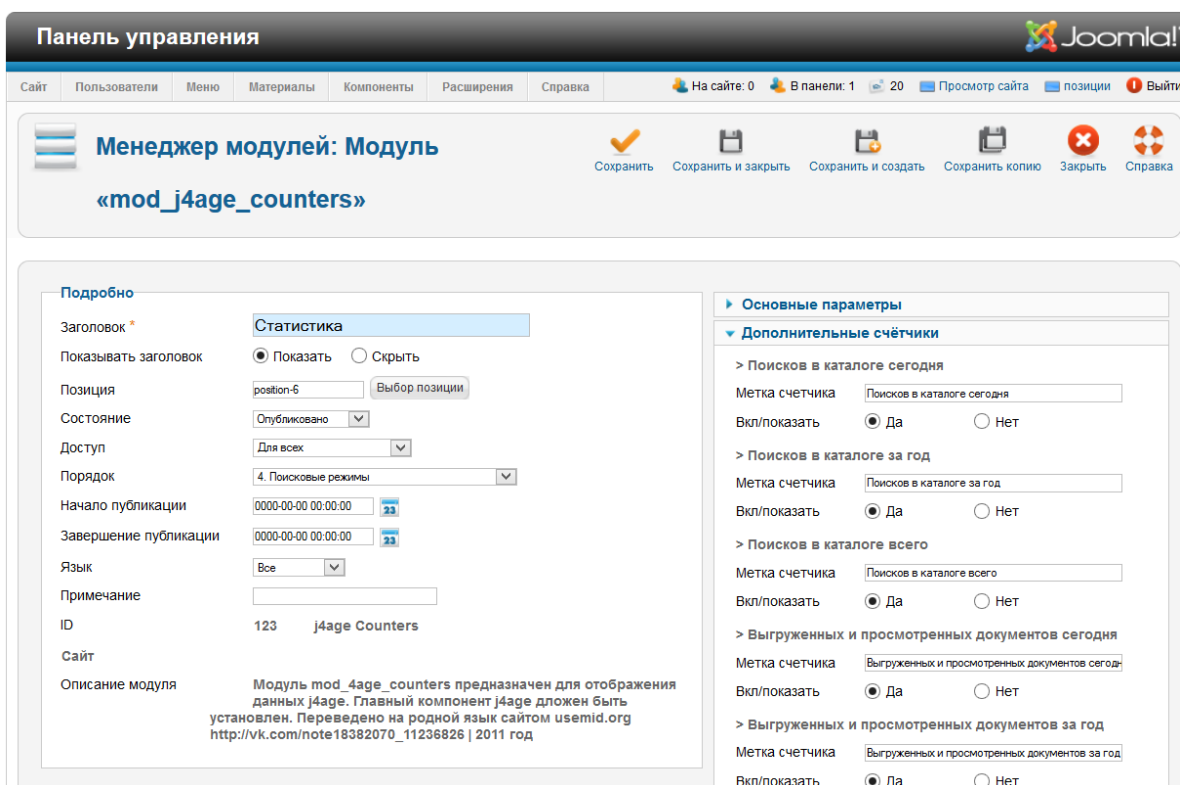 Панель управления
Joomla!
Сайт Пользователи Меню Материалы Компоненты Расширения Справка На сайте: 0 В панели: 1 20 Просмотр сайта позиции Выйти
Менеджер модулей: Модуль
«mod_j4age_counters»
Сохранить Сохранить и закрыть Сохранить и создать Сохранить копию Закрыть Справка
Подробно
Заголовок * Статистика
Показывать заголовок Показать Скрыть
Позиция position-6 Выбор позиции
Состояние Опубликовано
Доступ Для всех
Порядок 4. Поисковые режимы
Начало публикации 0000-00-00 00:00:00 23
Завершение публикации 0000-00-00 00:00:00 23
Язык Все
Примечание
ID 123 j4age Counters
Сайт
Описание модуля Модуль mod_4age_counters предназначен для отображения
данных j4age. Главный компонент j4age дложен быть
установлен. Переведено на родной язык сайтом usemid.org
http://vk.com/note18382070_11236826 | 2011 год
Основные параметры
Дополнительные счётчики
> Поисков в каталоге сегодня
Метка счетчика Поисков в каталоге сегодня
Вкл/показать Да Нет
> Поисков в каталоге за год
Метка счетчика Поисков в каталоге за год
Вкл/показать Да Нет
> Поисков в каталоге всего
Метка счетчика Поисков в каталоге всего
Вкл/показать Да Нет
> Выгруженных и просмотренных документов сегодня
Метка счетчика Выгруженных и просмотренных документов сегодн
Вкл/показать Да Нет
> Выгруженных и просмотренных документов за год
Метка счетчика Выгруженных и просмотренных документов за год
Вкл/показать Да Нет